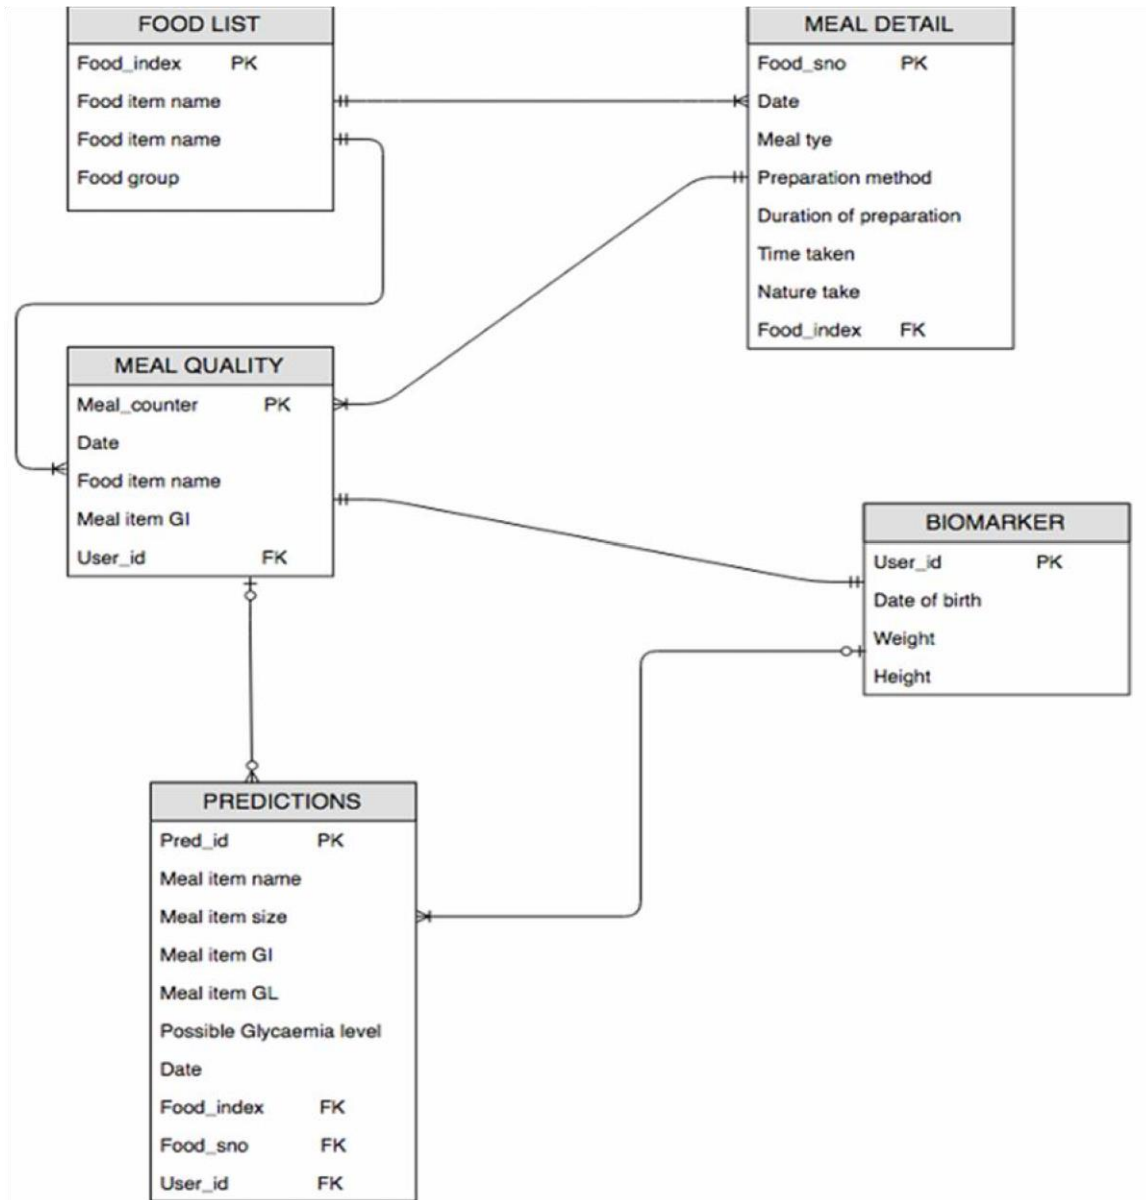 FOOD LIST
Food_index PK
Food item name
Food item name
Food group
MEAL DETAIL
Food_sno PK
Date
Meal tye
Preparation method
Duration of preparation
Time taken
Nature take
Food_index FK
MEAL QUALITY
Meal_counter PK
Date
Food item name
Meal item GI
User_id FK
BIOMARKER
User_id PK
Date of birth
Weight
Height
PREDICTIONS
Pred_id PK
Meal item name
Meal item size
Meal item GI
Meal item GL
Possible Glycaemia level
Date
Food_index FK
Food_sno FK
User_id FK